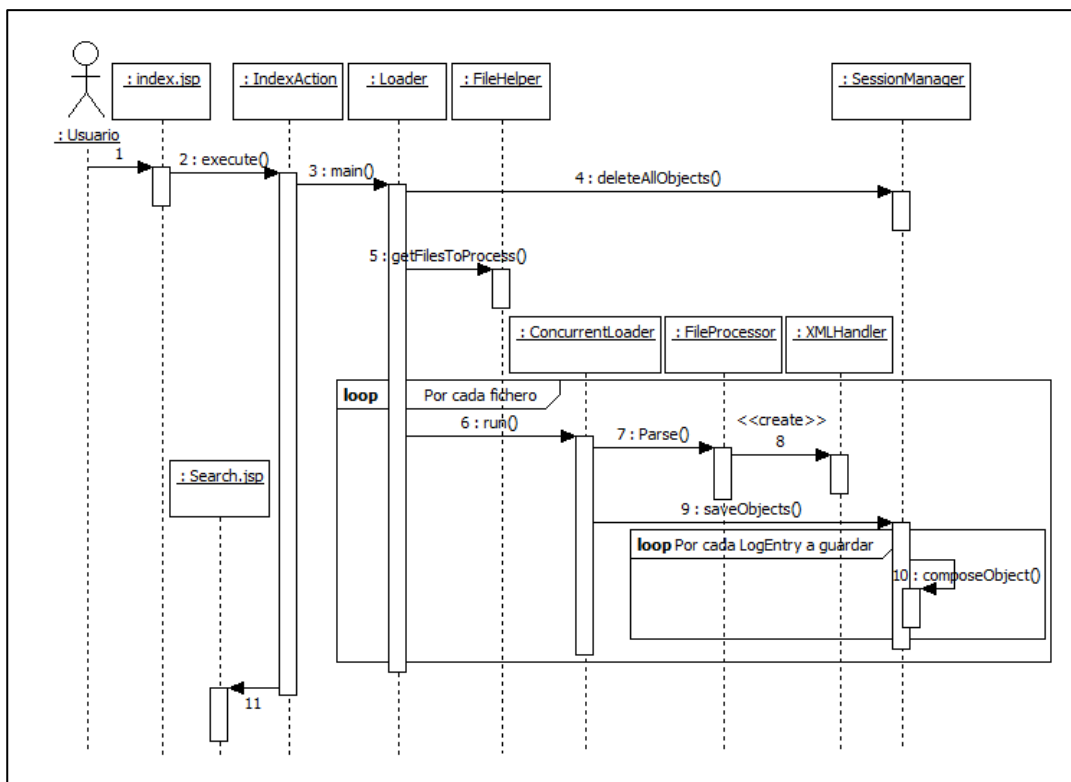 : index.jsp
: IndexAction
: Loader
: FileHelper
: SessionManager
: Usuario
1
2 : execute()
3 : main()
4 : deleteAllObjects()
5 : getFilesToProcess()
: ConcurrentLoader
: FileProcessor
: XMLHandler
loop Por cada fichero
6 : run()
7 : Parse()
<<create>>
8
: Search.jsp
9 : saveObjects()
loop Por cada LogEntry a guardar
10 : composeObject()
11